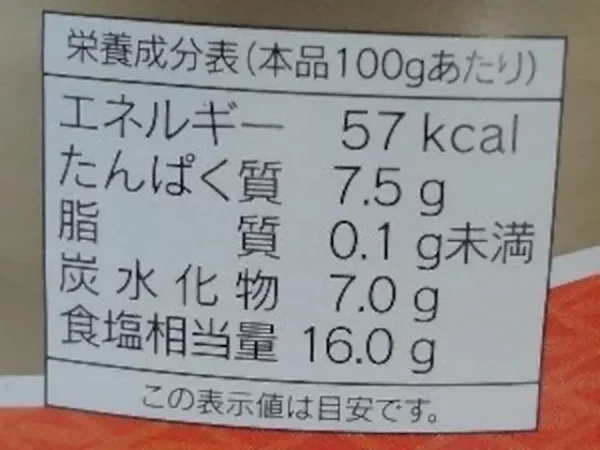 栄養成分表(本品100gあたり)
エネルギー 57 kcal
たんぱく質 7.5 g
脂質 0.1 g未満
炭水化物 7.0 g
食塩相当量 16.0 g
この表示値は目安です。